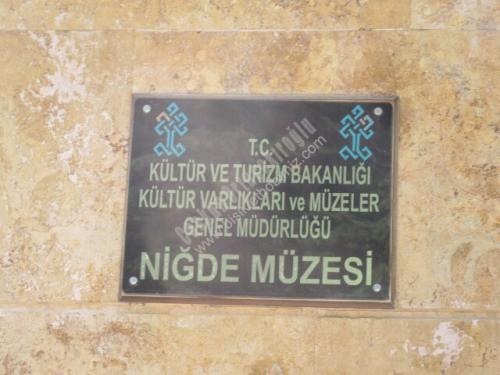 T.C.
KÜLTÜR VE TURİZM BAKANLIĞI
KÜLTÜR VARLIKLARI ve MÜZELER
GENEL MÜDÜRLÜĞÜ
NİĞDE MÜZESİ